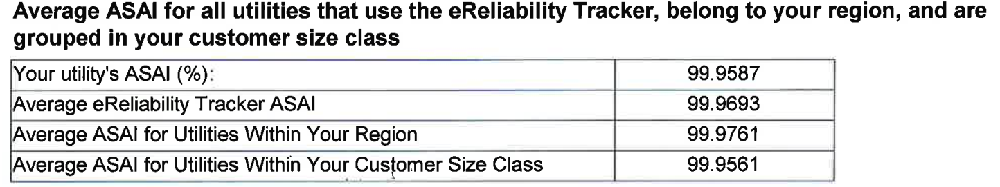 Average ASAI for all utilities that use the eReliability Tracker, belong to your region, and are
grouped in your customer size class
Your utility's ASAI (%): 99.9587
Average eReliability Tracker ASAI 99.9693
Average ASAI for Utilities Within Your Region 99.9761
Average ASAI for Utilities Within Your Customer Size Class 99.9561